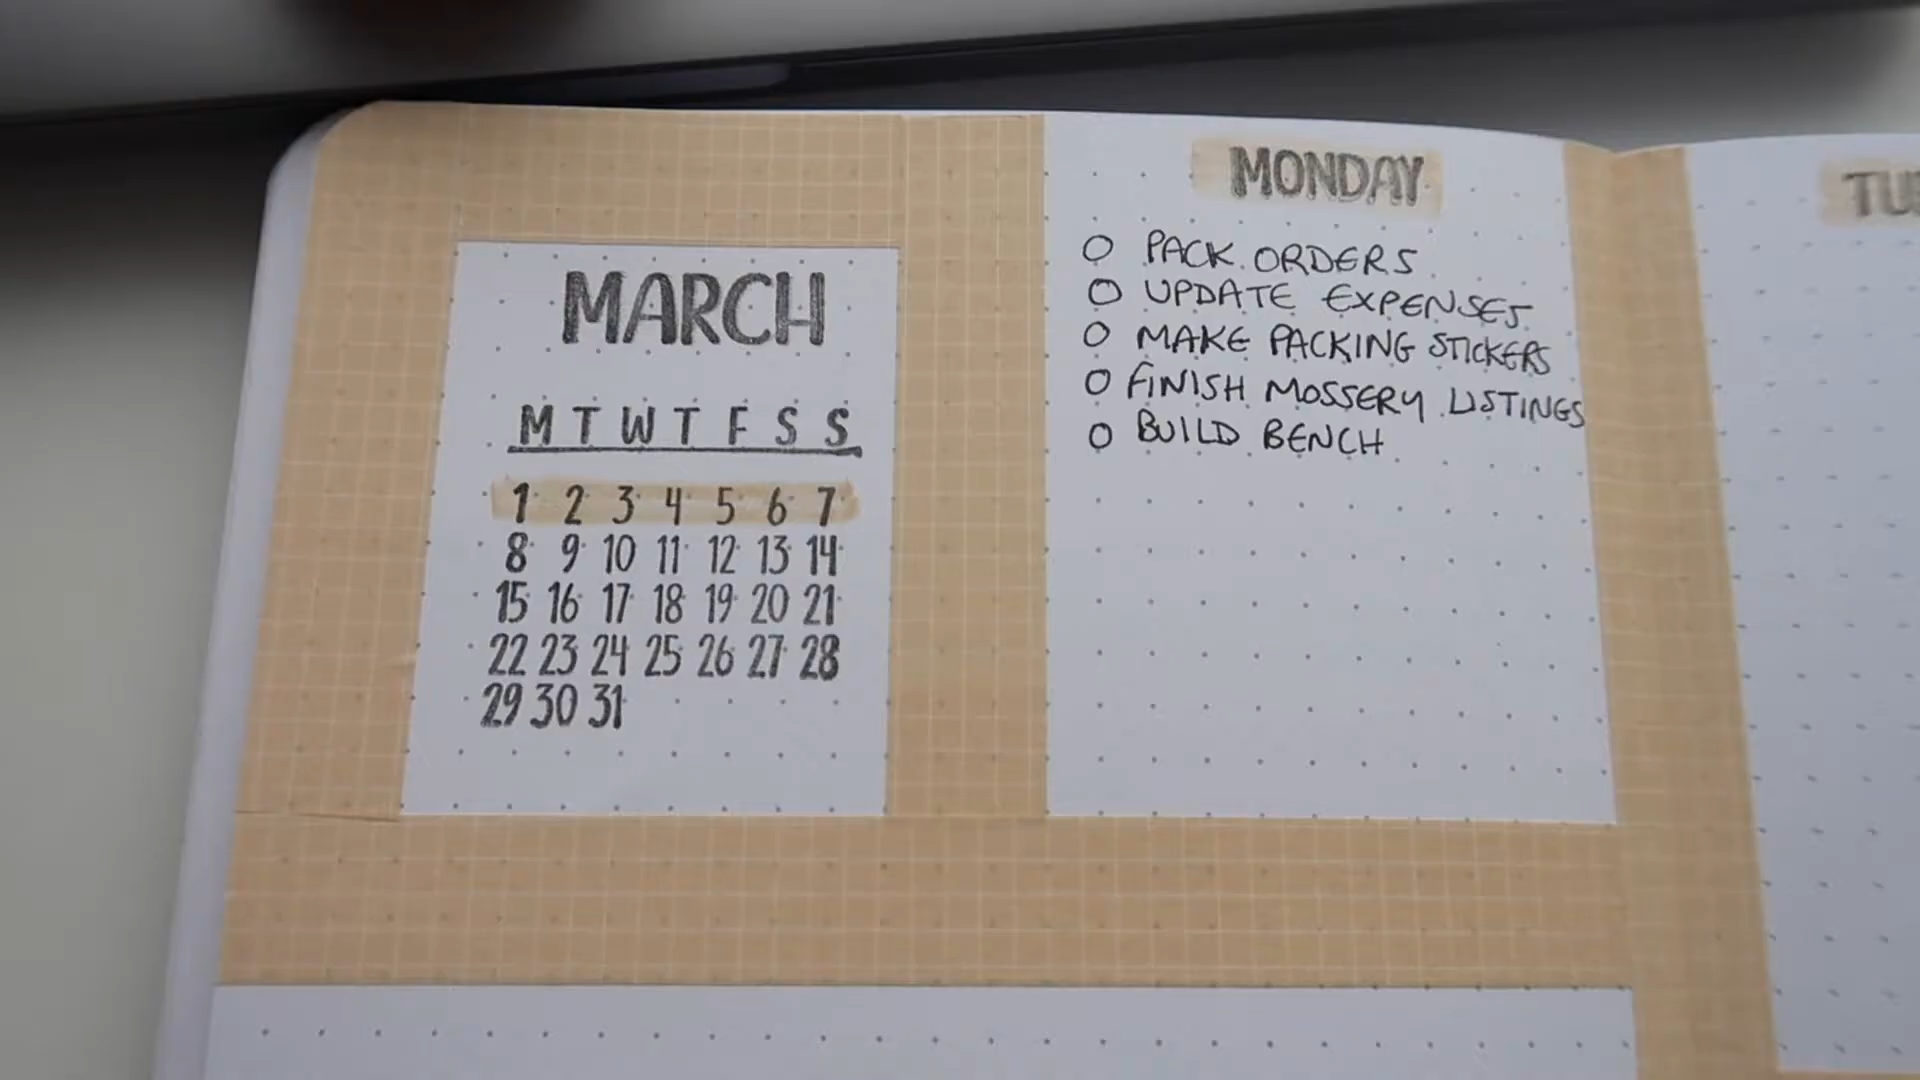 MARCH
M T W T F S S
1 2 3 4 5 6 7
8 9 10 11 12 13 14
15 16 17 18 19 20 21
22 23 24 25 26 27 28
29 30 31
MONDAY
PACK ORDERS
UPDATE EXPENSES
MAKE PACKING STICKERS
FINISH MOSSERY LISTINGS
BUILD BENCH
TU